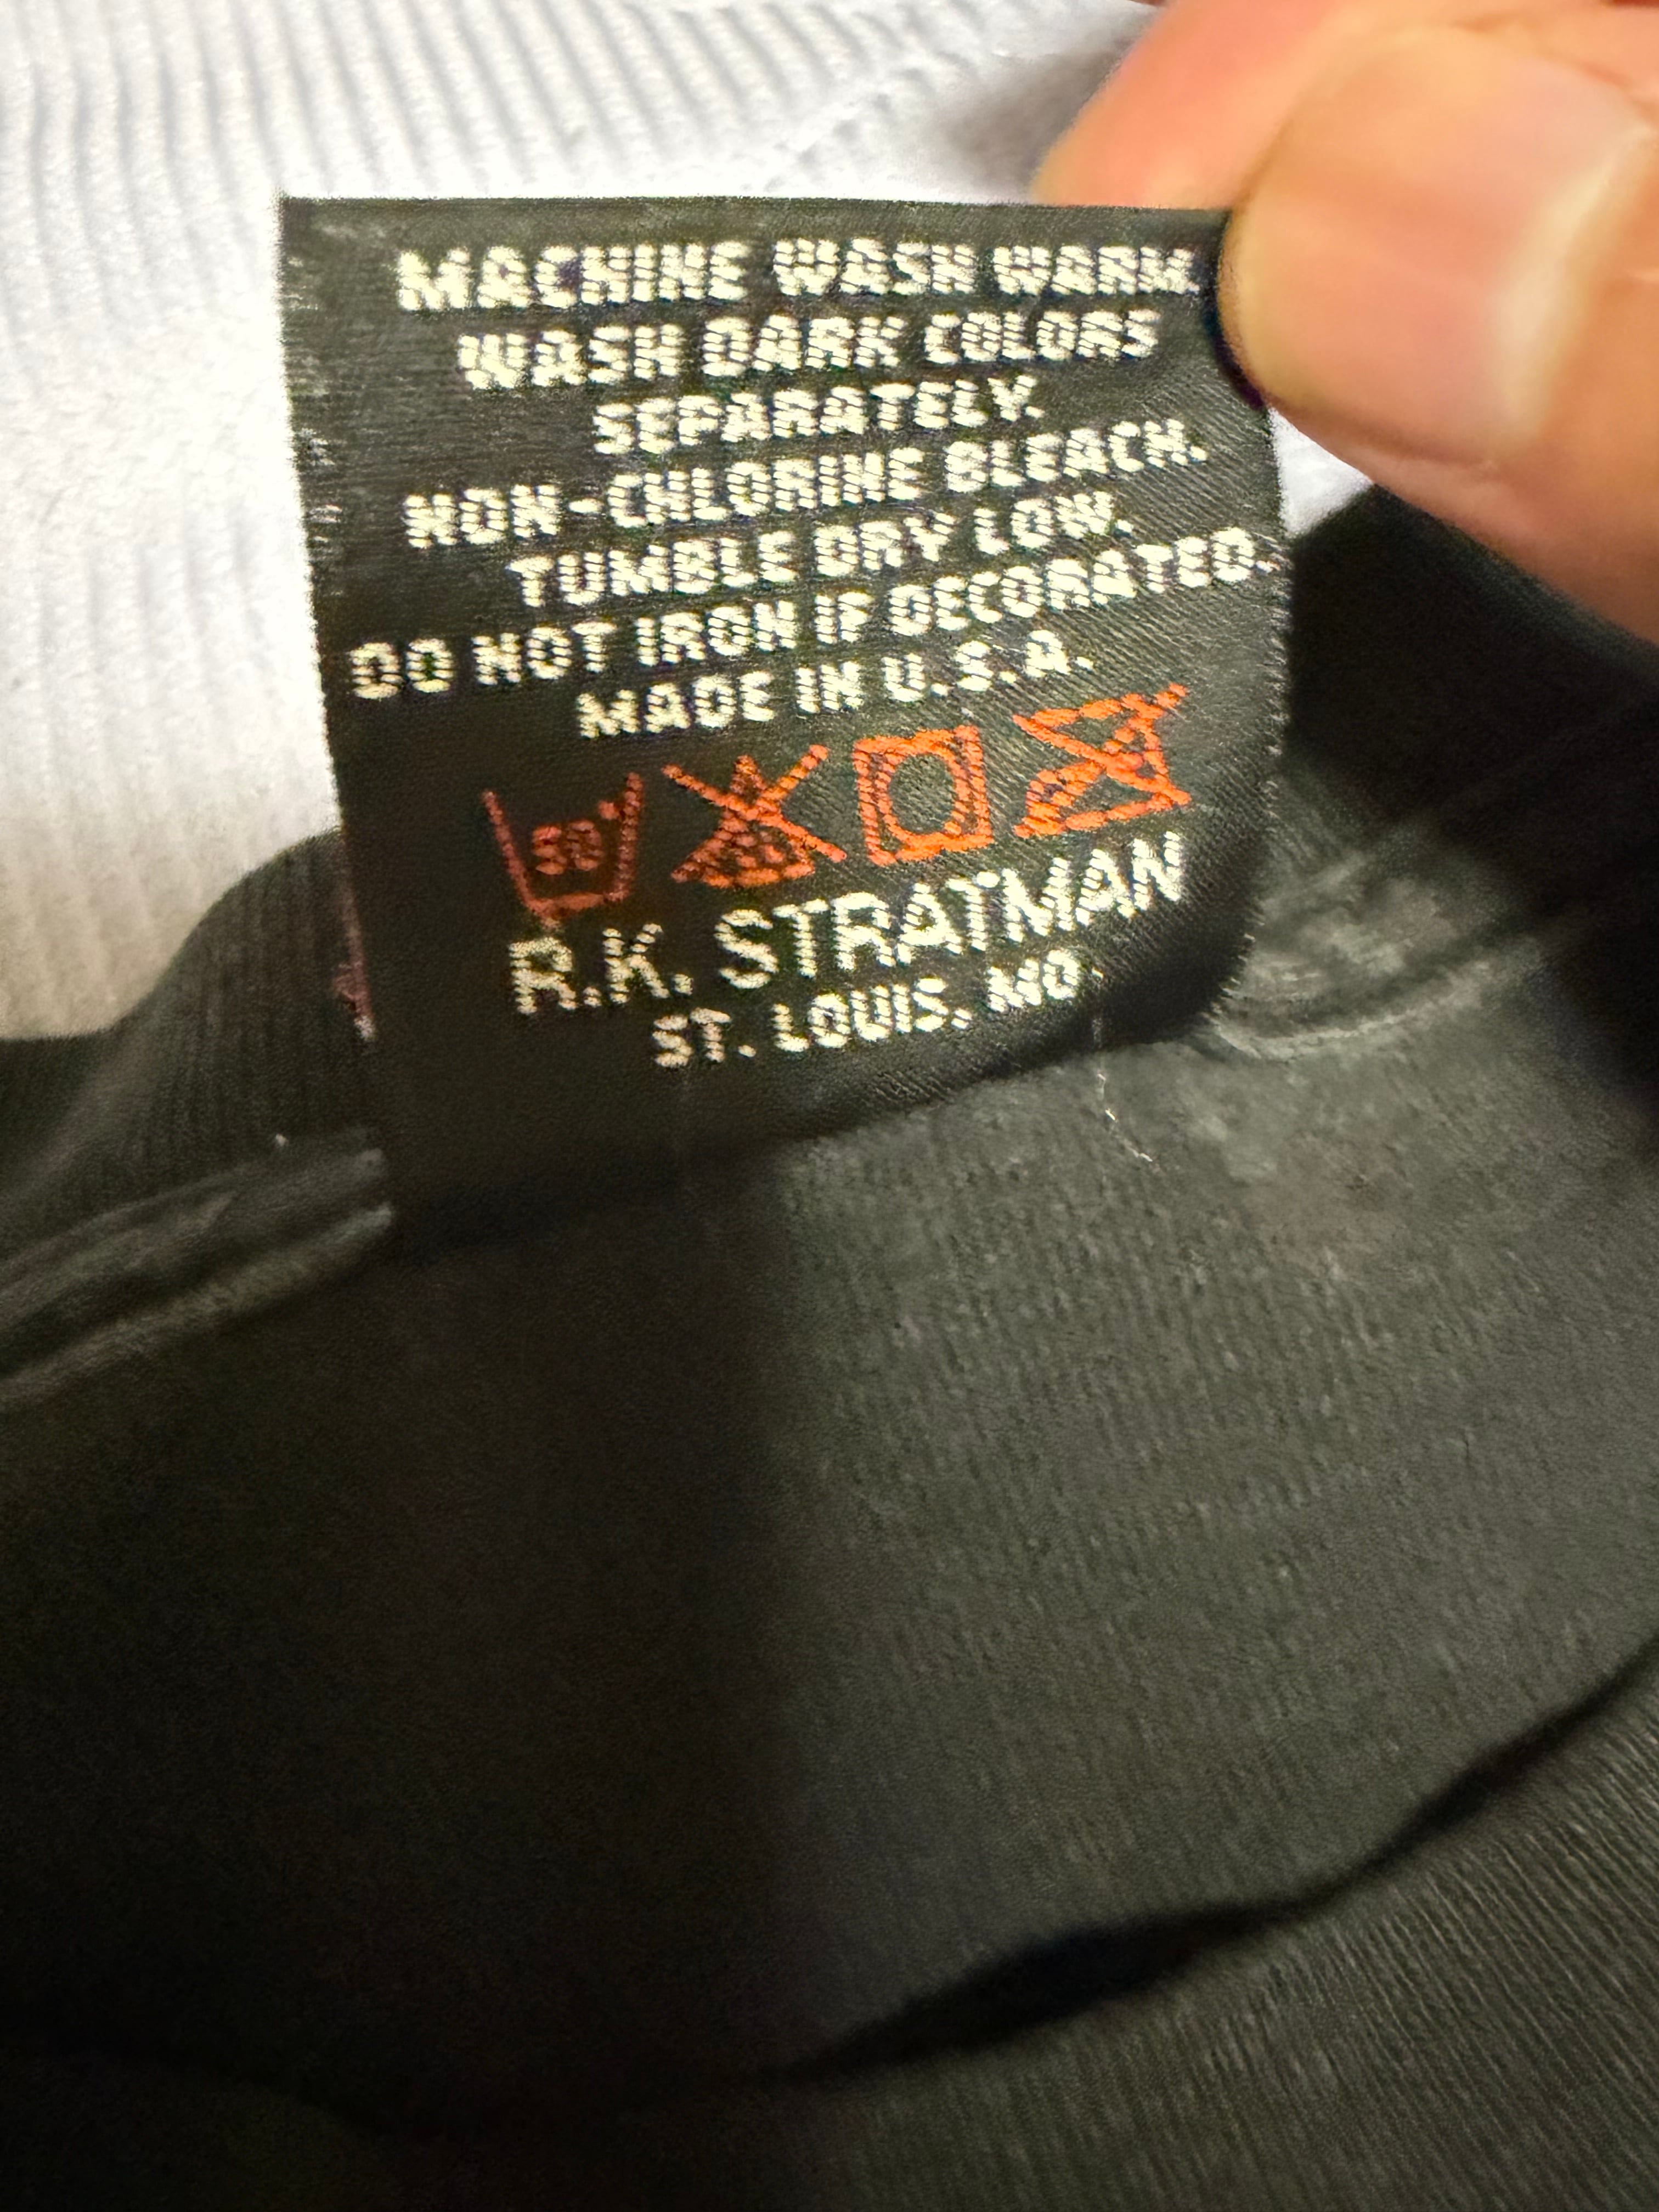 MACHINE WASH WARM.
WASH DARK COLORS
SEPARATELY.
NON-CHLORINE BLEACH.
TUMBLE DRY LOW.
DO NOT IRON IF DECORATED.
MADE IN U.S.A.
50°
R.K. STRATMAN
ST. LOUIS, MO.